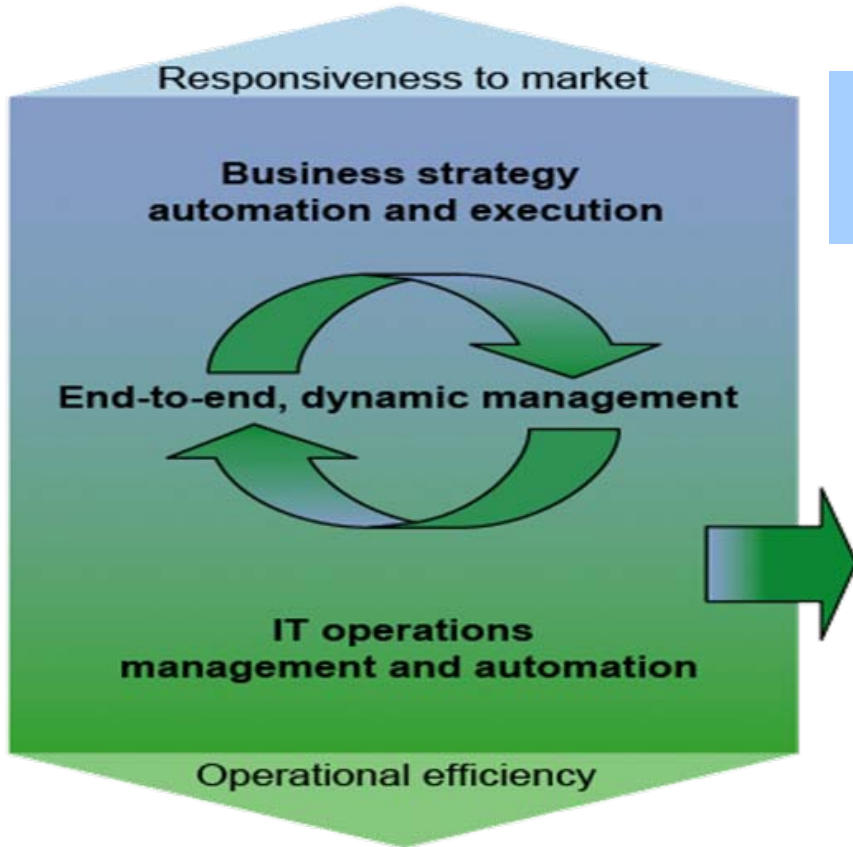 Responsiveness to market
Business strategy
automation and execution
End-to-end, dynamic management
IT operations
management and automation
Operational efficiency